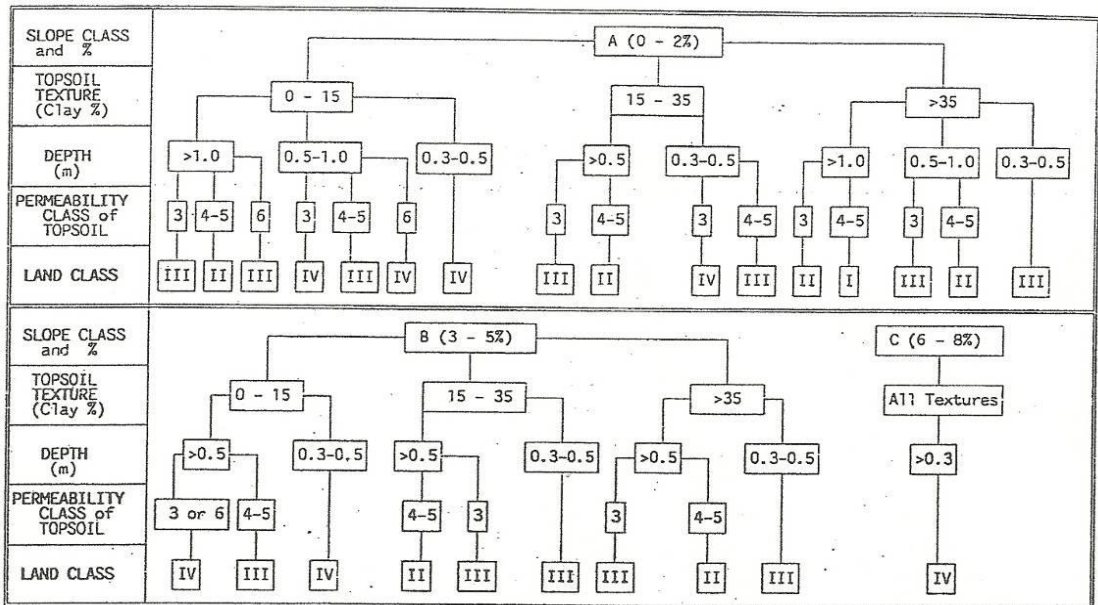 SLOPE CLASS
and %
A (0 - 2%)
TOPSOIL
TEXTURE
(Clay %)
0 - 15
15 - 35
>35
DEPTH
(m)
>1.0
0.5-1.0
0.3-0.5
>0.5
0.3-0.5
>1.0
0.5-1.0
0.3-0.5
PERMEABILITY
CLASS of
TOPSOIL
3
4-5
6
3
4-5
6
3
4-5
3
4-5
3
4-5
3
4-5
LAND CLASS
III
II
III
IV
III
IV
IV
III
II
IV
III
II
I
III
II
III
SLOPE CLASS
and %
B (3 - 5%)
C (6 - 8%)
TOPSOIL
TEXTURE
(Clay %)
0 - 15
15 - 35
>35
All Textures
DEPTH
(m)
>0.5
0.3-0.5
>0.5
0.3-0.5
>0.5
0.3-0.5
>0.3
PERMEABILITY
CLASS of
TOPSOIL
3 or 6
4-5
4-5
3
3
4-5
LAND CLASS
IV
III
IV
II
III
III
III
II
III
IV